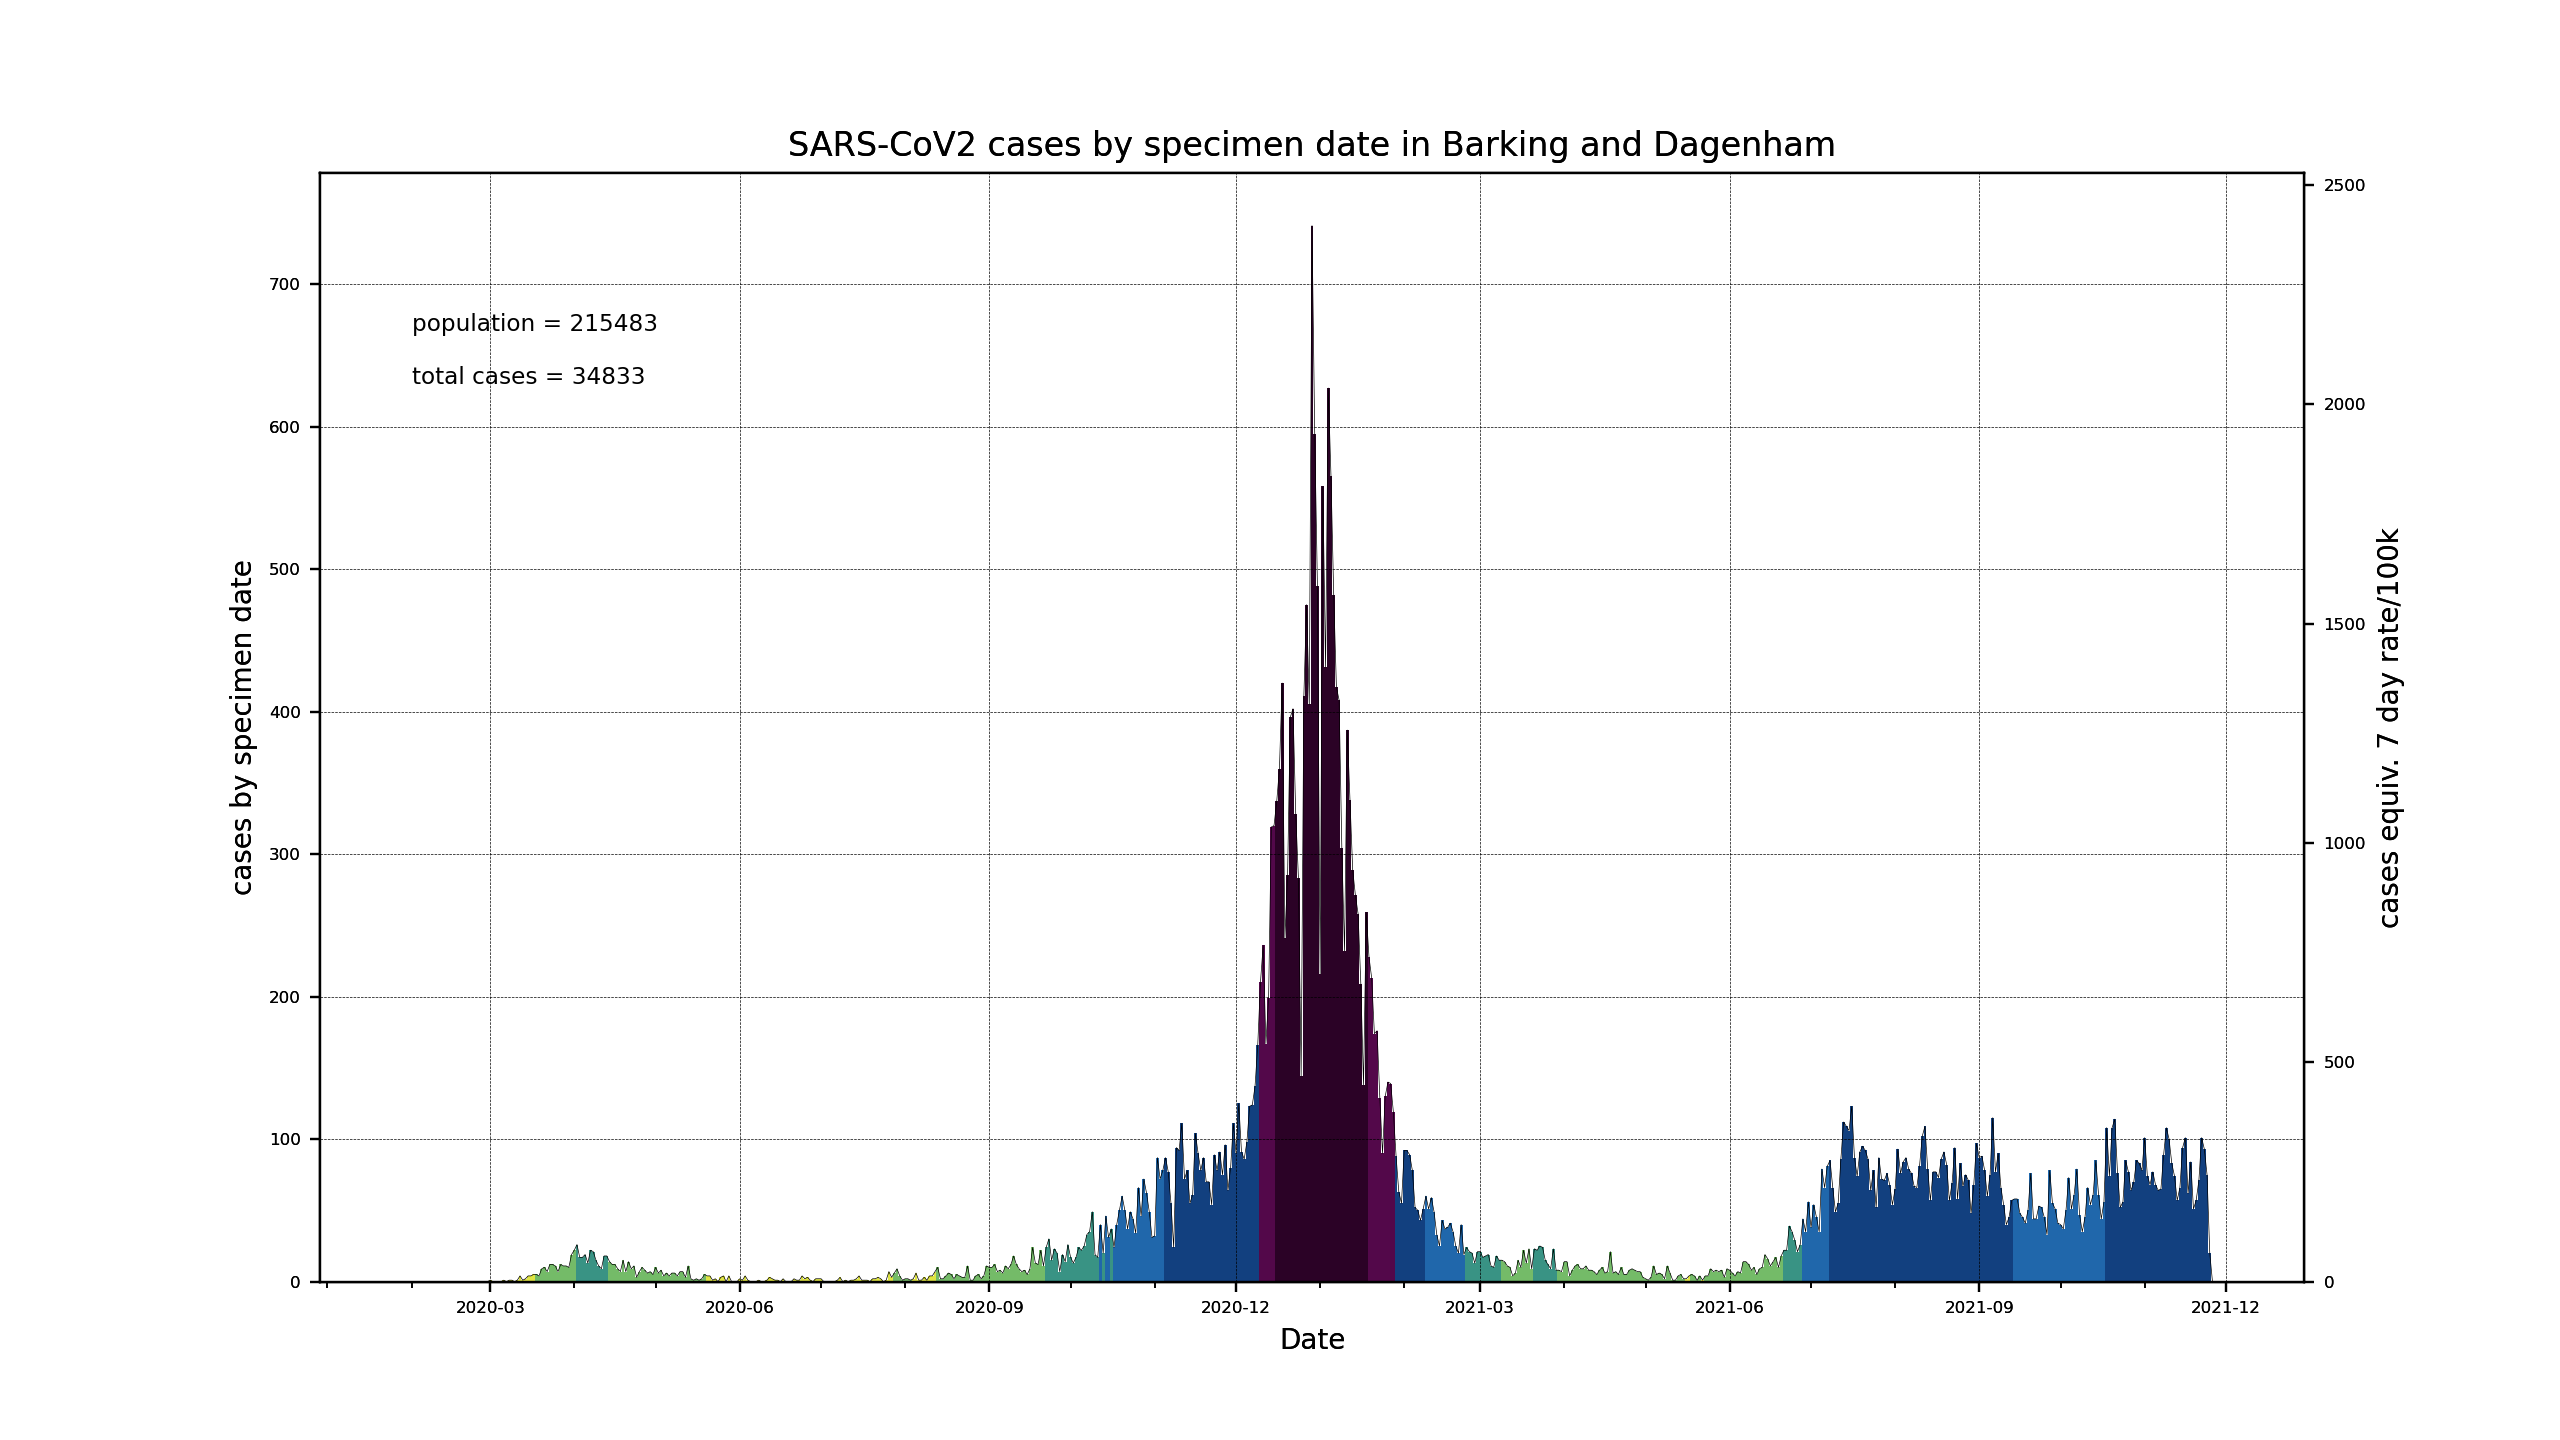 SARS-CoV2 cases by specimen date in Barking and Dagenham
population = 215483
total cases = 34833
cases by specimen date
700
600
500
400
300
200
100
0
2500
2000
1500
1000
500
0
cases equiv. 7 day rate/100k
2020-03 2020-06 2020-09 2020-12 2021-03 2021-06 2021-09 2021-12
Date